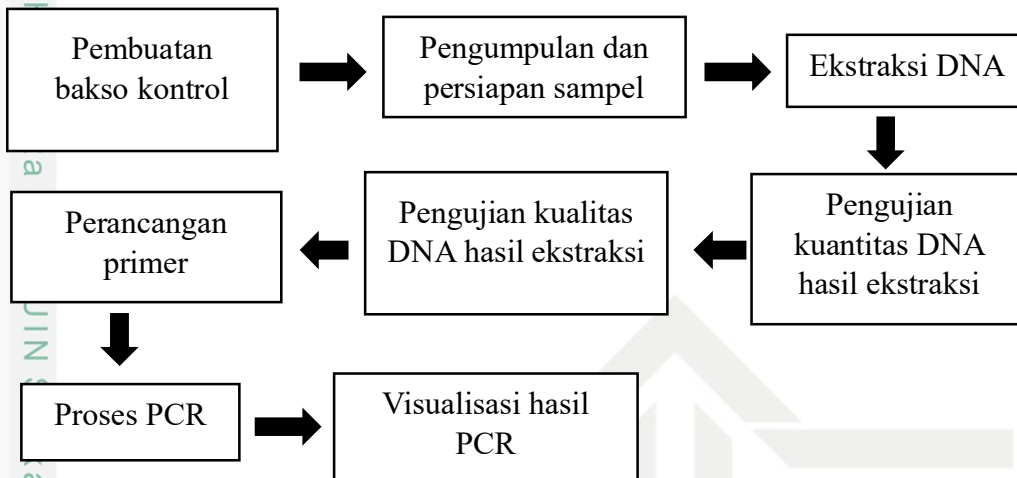 Pembuatan
bakso kontrol
Pengumpulan dan
persiapan sampel
Ekstraksi DNA
Pengujian
kuantitas DNA
hasil ekstraksi
Pengujian kualitas
DNA hasil ekstraksi
Perancangan
primer
Proses PCR
Visualisasi hasil
PCR